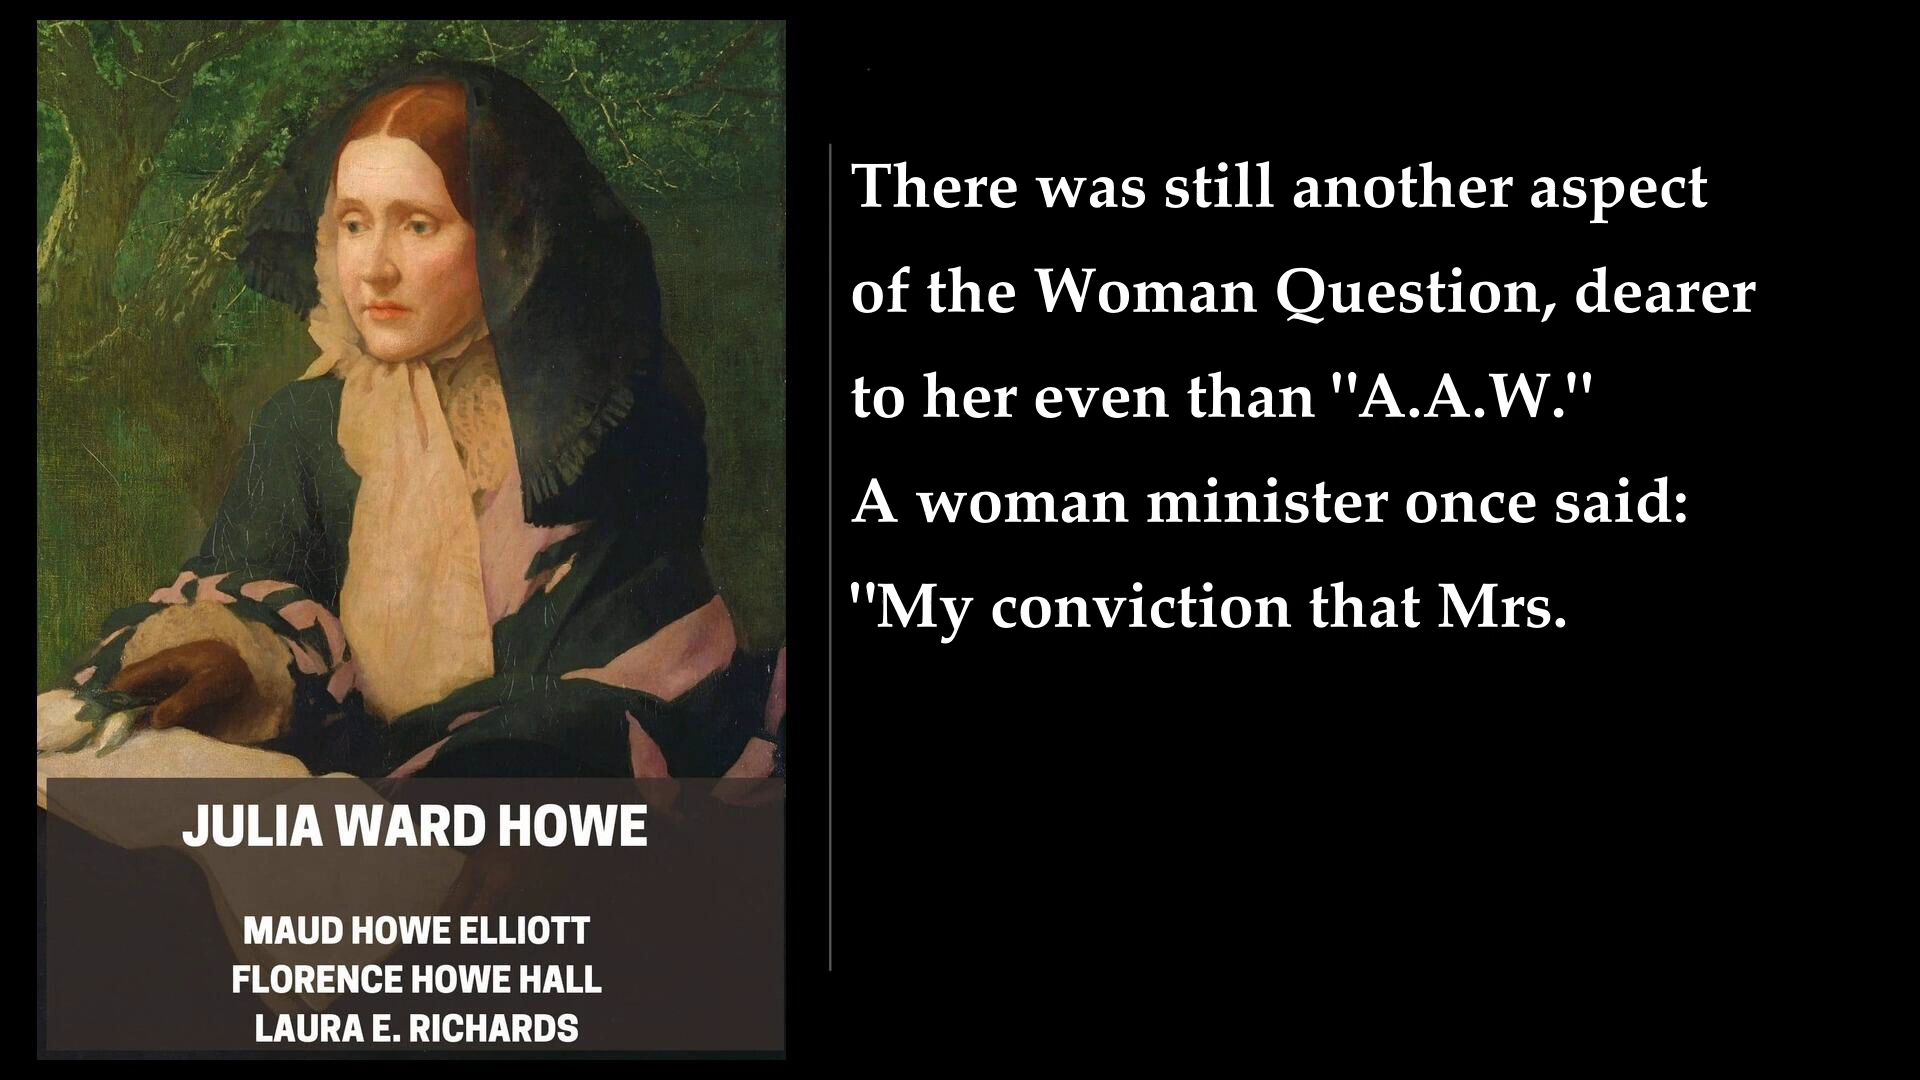 JULIA WARD HOWE
MAUD HOWE ELLIOTT
FLORENCE HOWE HALL
LAURA E. RICHARDS
There was still another aspect
of the Woman Question, dearer
to her even than "A.A.W."
A woman minister once said:
"My conviction that Mrs.